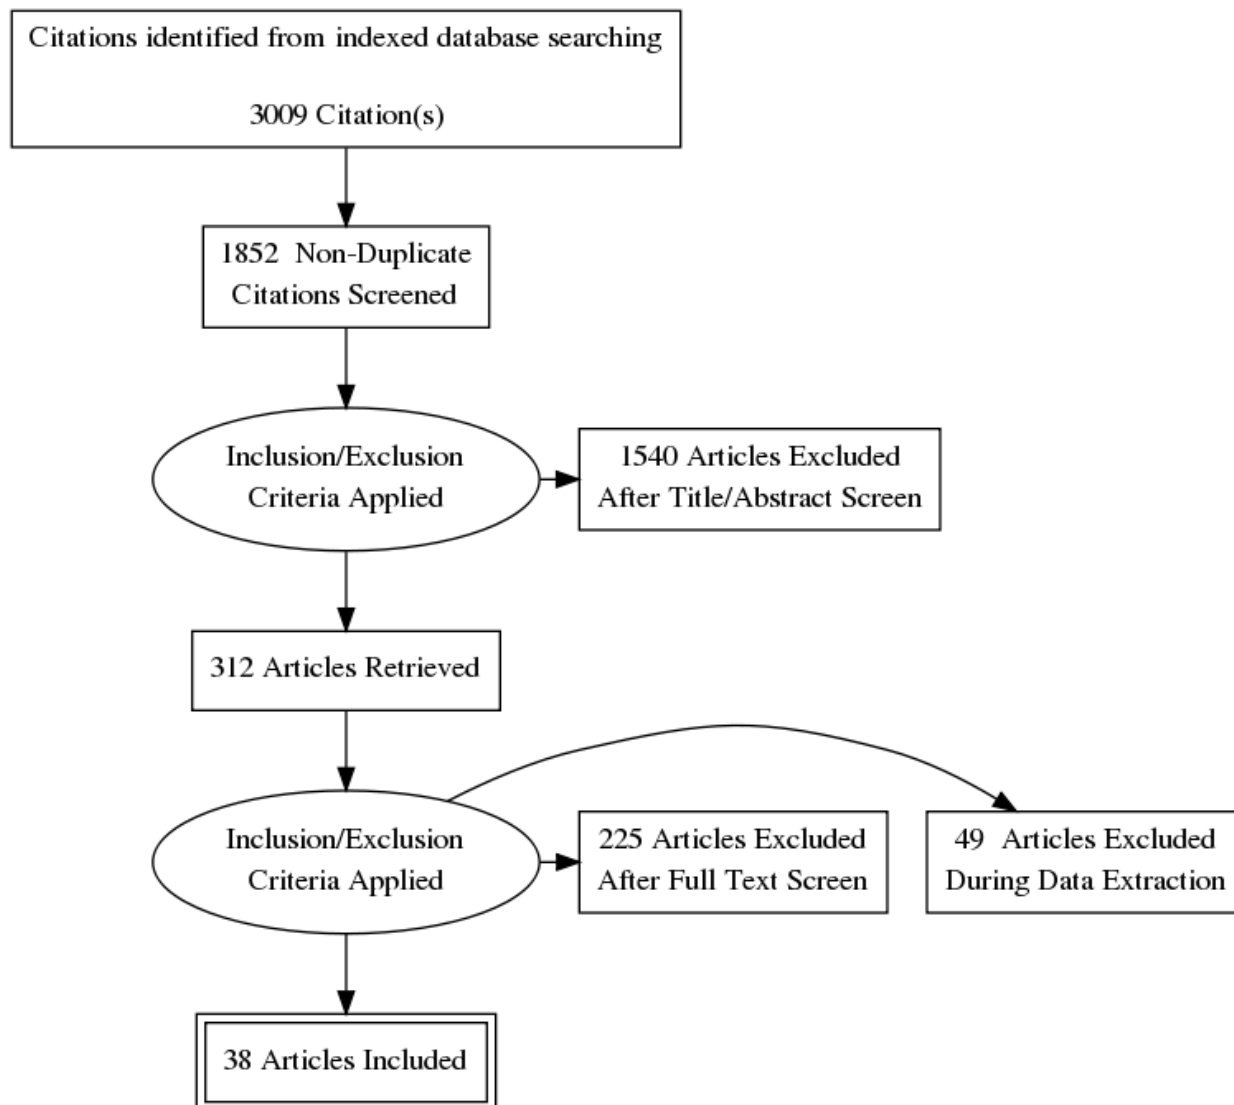 Citations identified from indexed database searching
3009 Citation(s)
1852  Non-Duplicate
Citations Screened
Inclusion/Exclusion
Criteria Applied
1540 Articles Excluded
After Title/Abstract Screen
312 Articles Retrieved
Inclusion/Exclusion
Criteria Applied
225 Articles Excluded
After Full Text Screen
49  Articles Excluded
During Data Extraction
38 Articles Included